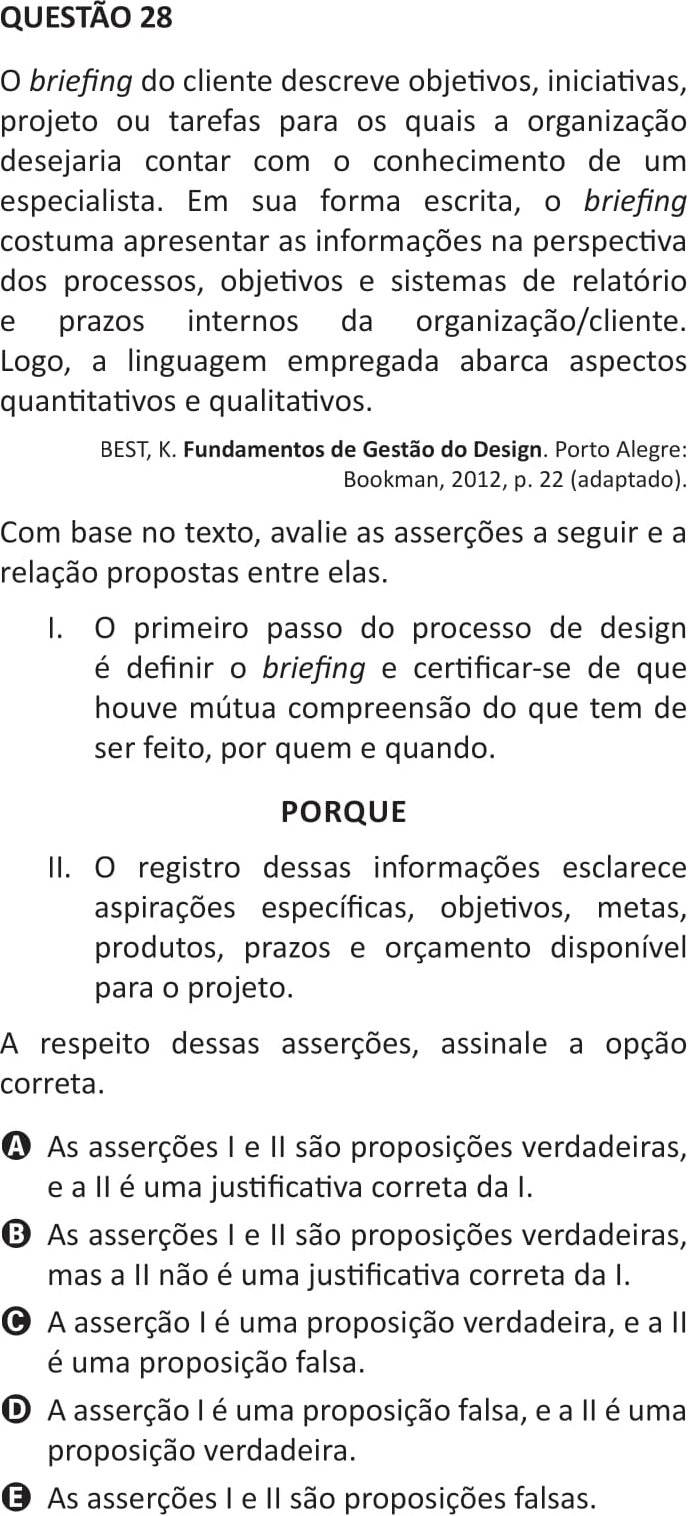 QUESTÃO 28
O briefing do cliente descreve objetivos, iniciativas,
projeto ou tarefas para os quais a organização
desejaria contar com o conhecimento de um
especialista. Em sua forma escrita, o briefing
costuma apresentar as informações na perspectiva
dos processos, objetivos e sistemas de relatório
e prazos internos da organização/cliente.
Logo, a linguagem empregada abarca aspectos
quantitativos e qualitativos.
BEST, K. Fundamentos de Gestão do Design. Porto Alegre:
Bookman, 2012, p. 22 (adaptado).
Com base no texto, avalie as asserções a seguir e a
relação propostas entre elas.
I. O primeiro passo do processo de design
é definir o briefing e certificar-se de que
houve mútua compreensão do que tem de
ser feito, por quem e quando.
PORQUE
II. O registro dessas informações esclarece
aspirações específicas, objetivos, metas,
produtos, prazos e orçamento disponível
para o projeto.
A respeito dessas asserções, assinale a opção
correta.
A As asserções I e II são proposições verdadeiras,
e a II é uma justificativa correta da I.
B As asserções I e II são proposições verdadeiras,
mas a II não é uma justificativa correta da I.
C A asserção I é uma proposição verdadeira, e a II
é uma proposição falsa.
D A asserção I é uma proposição falsa, e a II é uma
proposição verdadeira.
E As asserções I e II são proposições falsas.